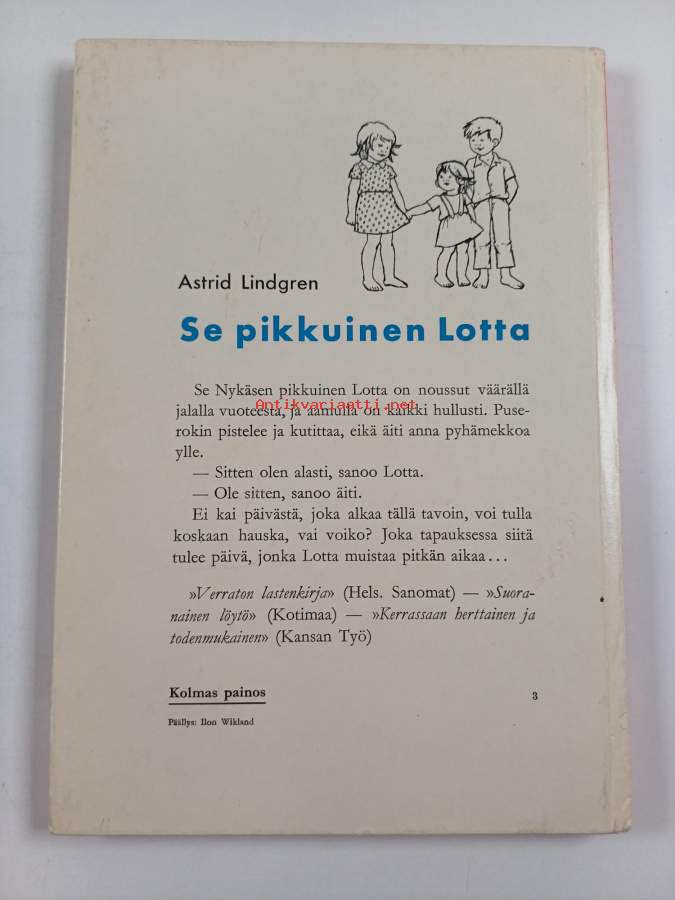 Astrid Lindgren
Se pikkuinen Lotta
Se Nykäsen pikkuinen Lotta on noussut väärällä
jalalla vuoteesta, ja aamulla on kaikki hullusti. Puse-
Antikvariaatti.net
rokin pistelee ja kutittaa, eikä äiti anna pyhämekkoa
ylle.
— Sitten olen alasti, sanoo Lotta.
— Ole sitten, sanoo äiti.
Ei kai päivästä, joka alkaa tällä tavoin, voi tulla
koskaan hauska, vai voiko? Joka tapauksessa siitä
tulee päivä, jonka Lotta muistaa pitkän aikaa...
»Verraton lastenkirja» (Hels. Sanomat) — »Suora-
nainen löytö» (Kotimaa) — »Kerrassaan herttainen ja
todenmukainen» (Kansan Työ)
Kolmas painos
3
Päällys: Ilon Wikland